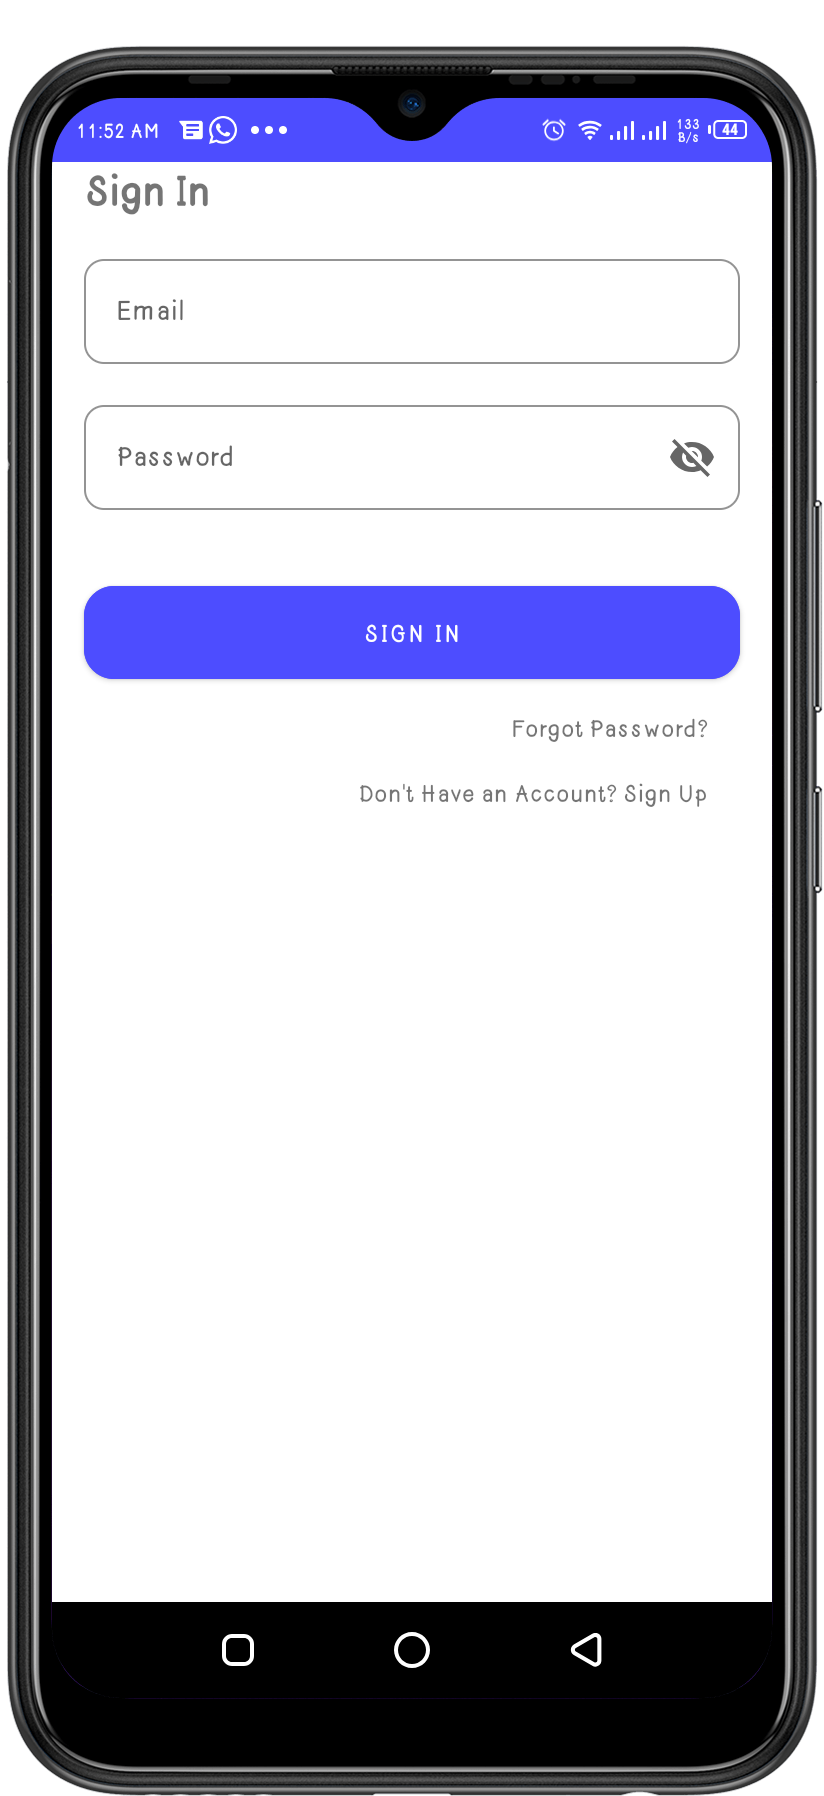 11:52 AM 133 B/s 44
Sign In
Email
Password
SIGN IN
Forgot Password?
Don't Have an Account? Sign Up